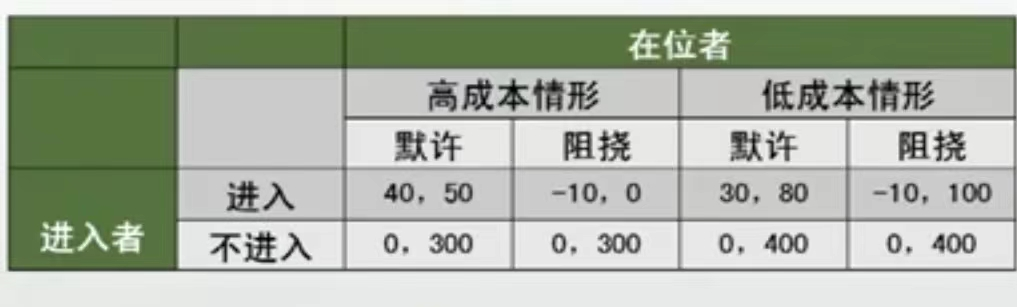 在位者
高成本情形 低成本情形
默许 阻挠 默许 阻挠
进入者 进入 40，50 -10，0 30，80 -10，100
不进入 0，300 0，300 0，400 0，400